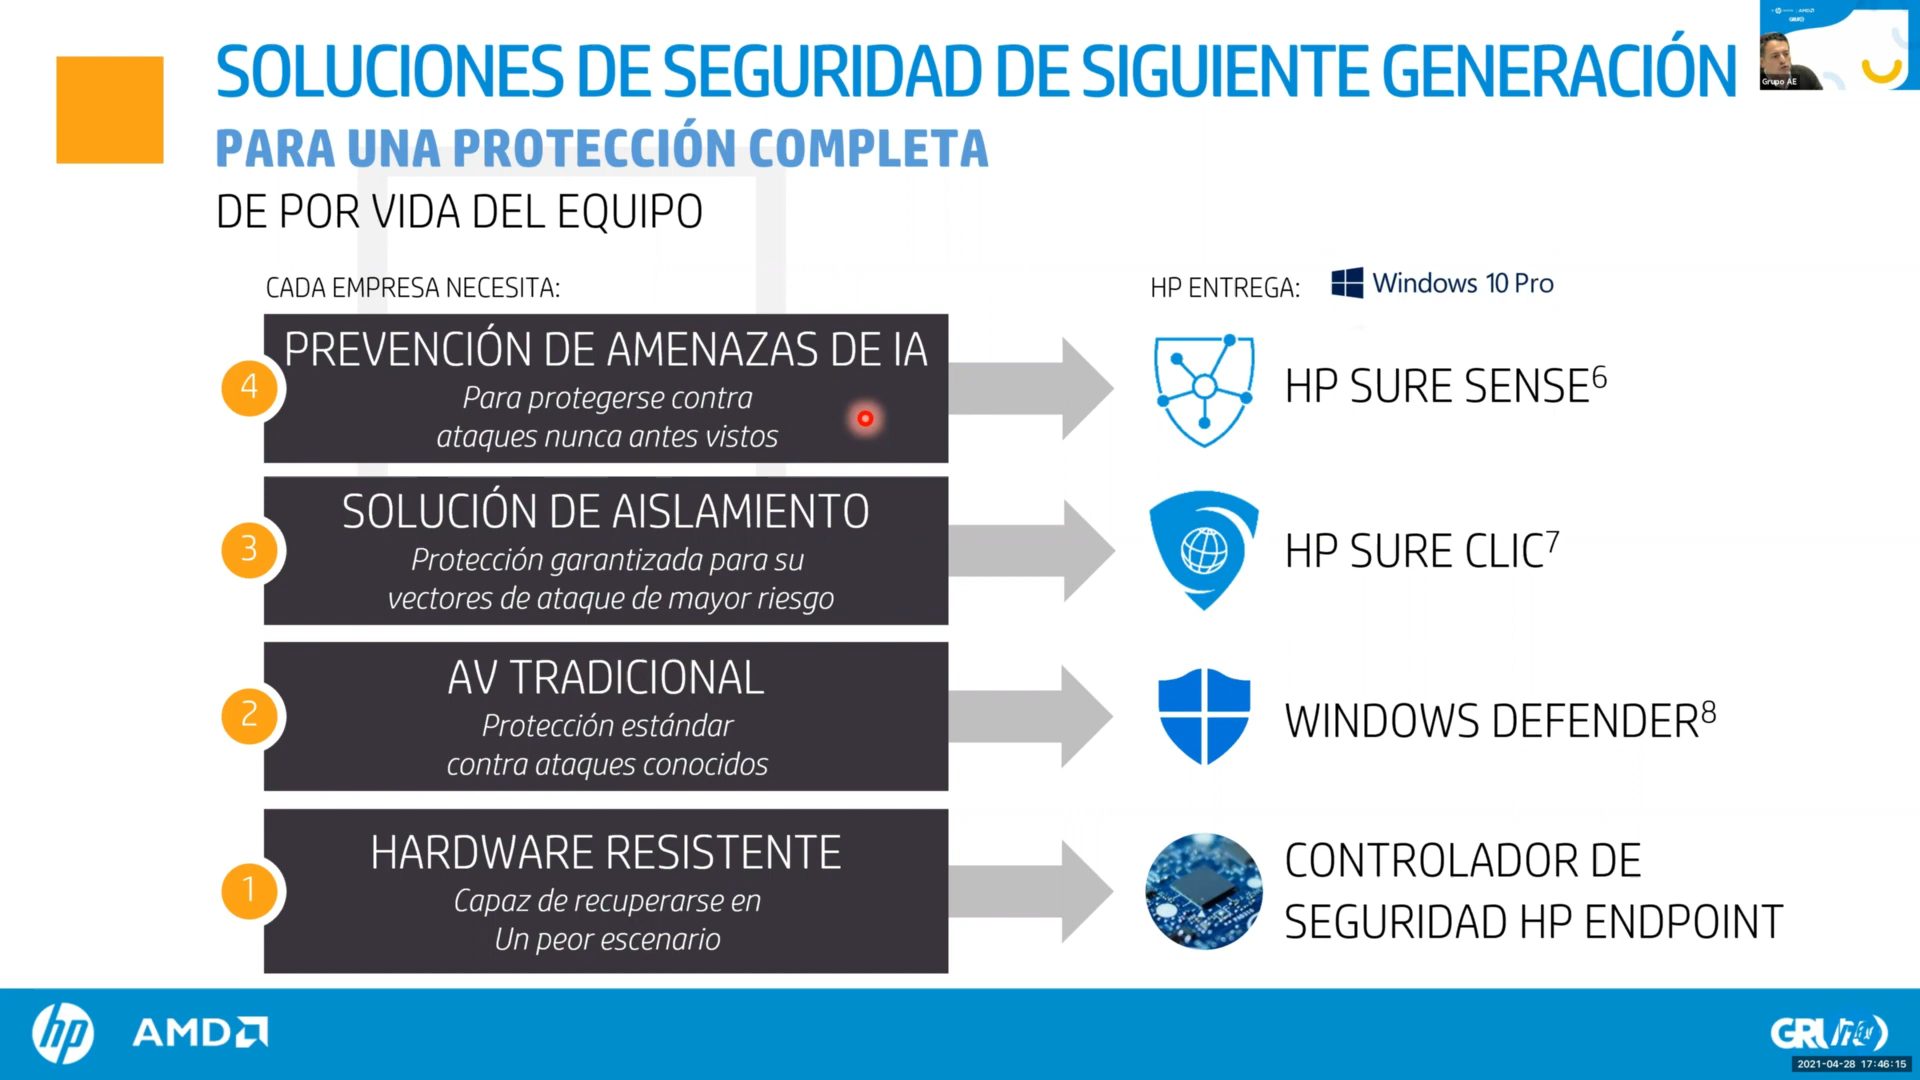 SOLUCIONES DE SEGURIDAD DE SIGUIENTE GENERACIÓN
PARA UNA PROTECCIÓN COMPLETA
DE POR VIDA DEL EQUIPO
Grupo AE
CADA EMPRESA NECESITA:
HP ENTREGA:
Windows 10 Pro
4
PREVENCIÓN DE AMENAZAS DE IA
Para protegerse contra
ataques nunca antes vistos
HP SURE SENSE⁶
3
SOLUCIÓN DE AISLAMIENTO
Protección garantizada para su
vectores de ataque de mayor riesgo
HP SURE CLIC⁷
2
AV TRADICIONAL
Protección estándar
contra ataques conocidos
WINDOWS DEFENDER⁸
1
HARDWARE RESISTENTE
Capaz de recuperarse en
Un peor escenario
CONTROLADOR DE
SEGURIDAD HP ENDPOINT
hp
AMD
2021-04-28 17:46:15